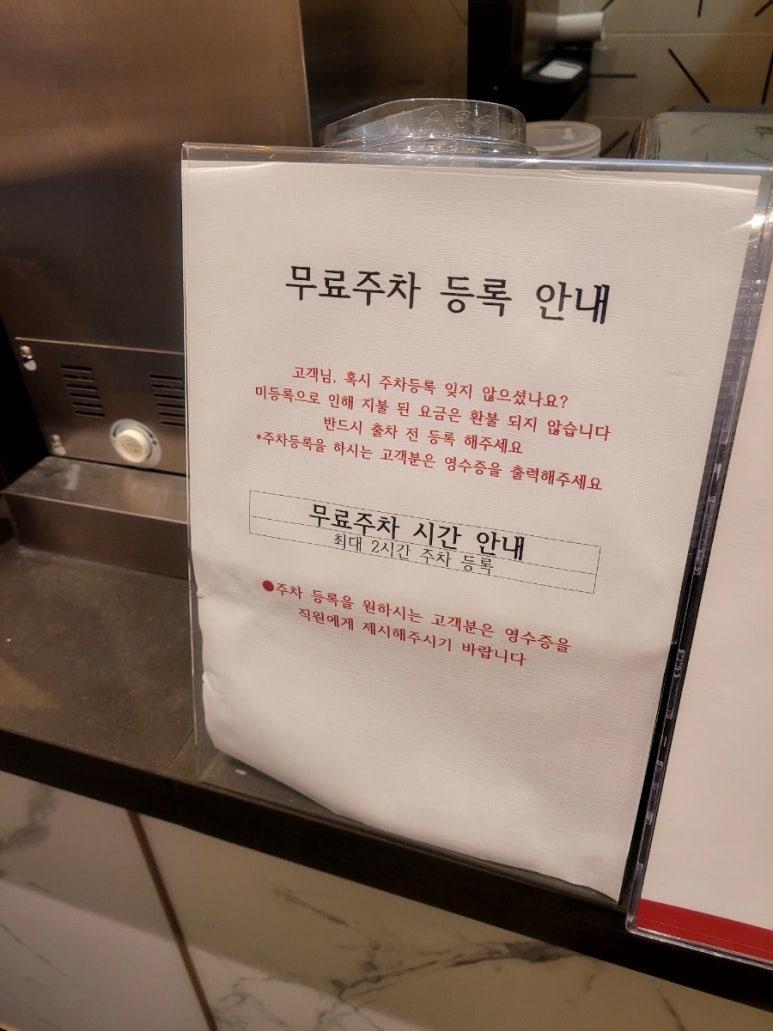 무료주차 등록 안내
고객님, 혹시 주차등록 잊지 않으셨나요?
미등록으로 인해 지불 된 요금은 환불 되지 않습니다
반드시 출차 전 등록 해주세요
*주차등록을 하시는 고객분은 영수증을 출력해주세요
무료주차 시간 안내
최대 2시간 주차 등록
●주차 등록을 원하시는 고객분은 영수증을
직원에게 제시해주시기 바랍니다